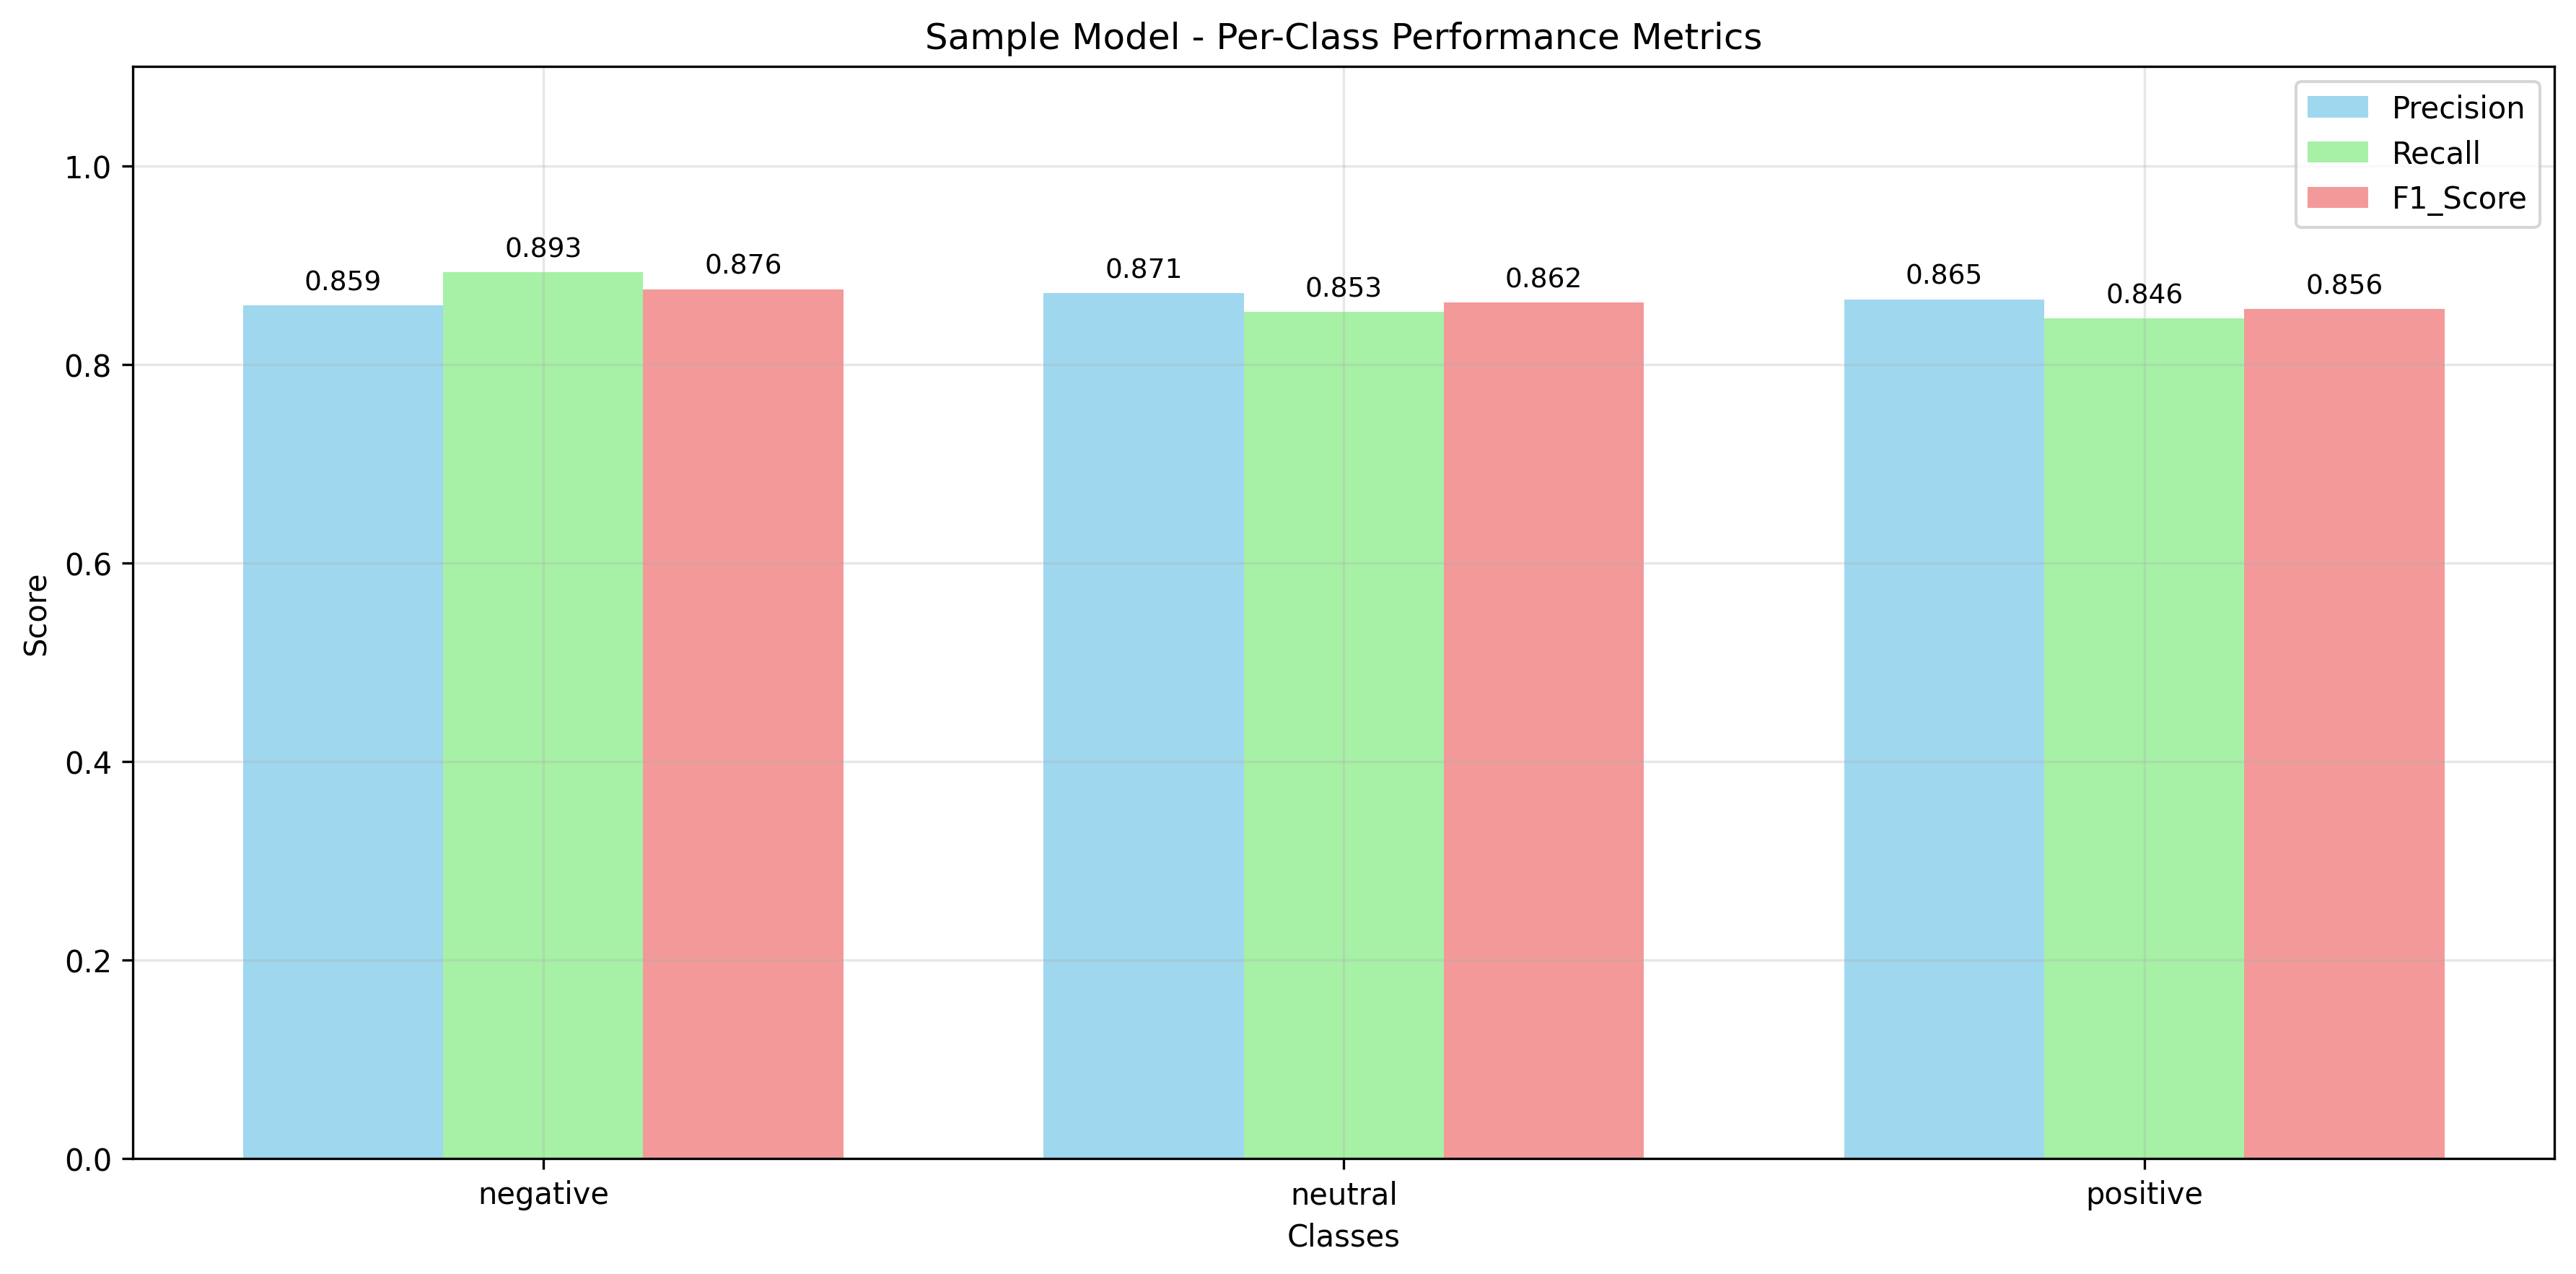 Sample Model - Per-Class Performance Metrics
Precision
Recall
F1_Score
1.0
0.8
0.6
0.4
0.2
0.0
Score
0.859
0.893
0.876
0.871
0.853
0.862
0.865
0.846
0.856
negative
neutral
positive
Classes